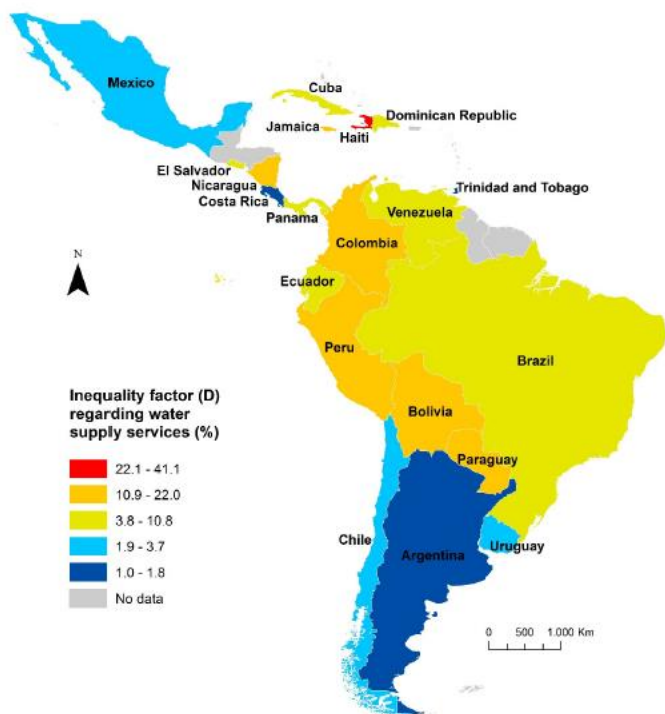 Mexico
Cuba
Dominican Republic
Jamaica
Haiti
El Salvador
Nicaragua
Costa Rica
Panama
Trinidad and Tobago
Venezuela
Colombia
N
Ecuador
Peru
Brazil
Bolivia
Paraguay
Chile
Uruguay
Argentina
Inequality factor (D)
regarding water
supply services (%)
22.1 - 41.1
10.9 - 22.0
3.8 - 10.8
1.9 - 3.7
1.0 - 1.8
No data
0 500 1.000 Km